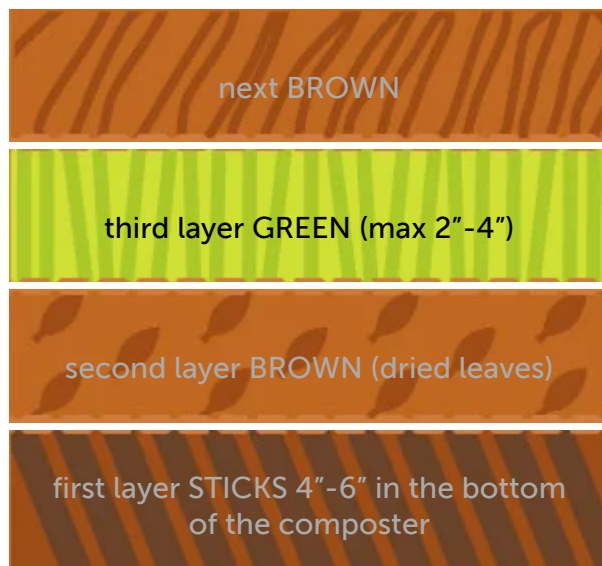 next BROWN
third layer GREEN (max 2”-4”)
second layer BROWN (dried leaves)
first layer STICKS 4”-6” in the bottom
of the composter